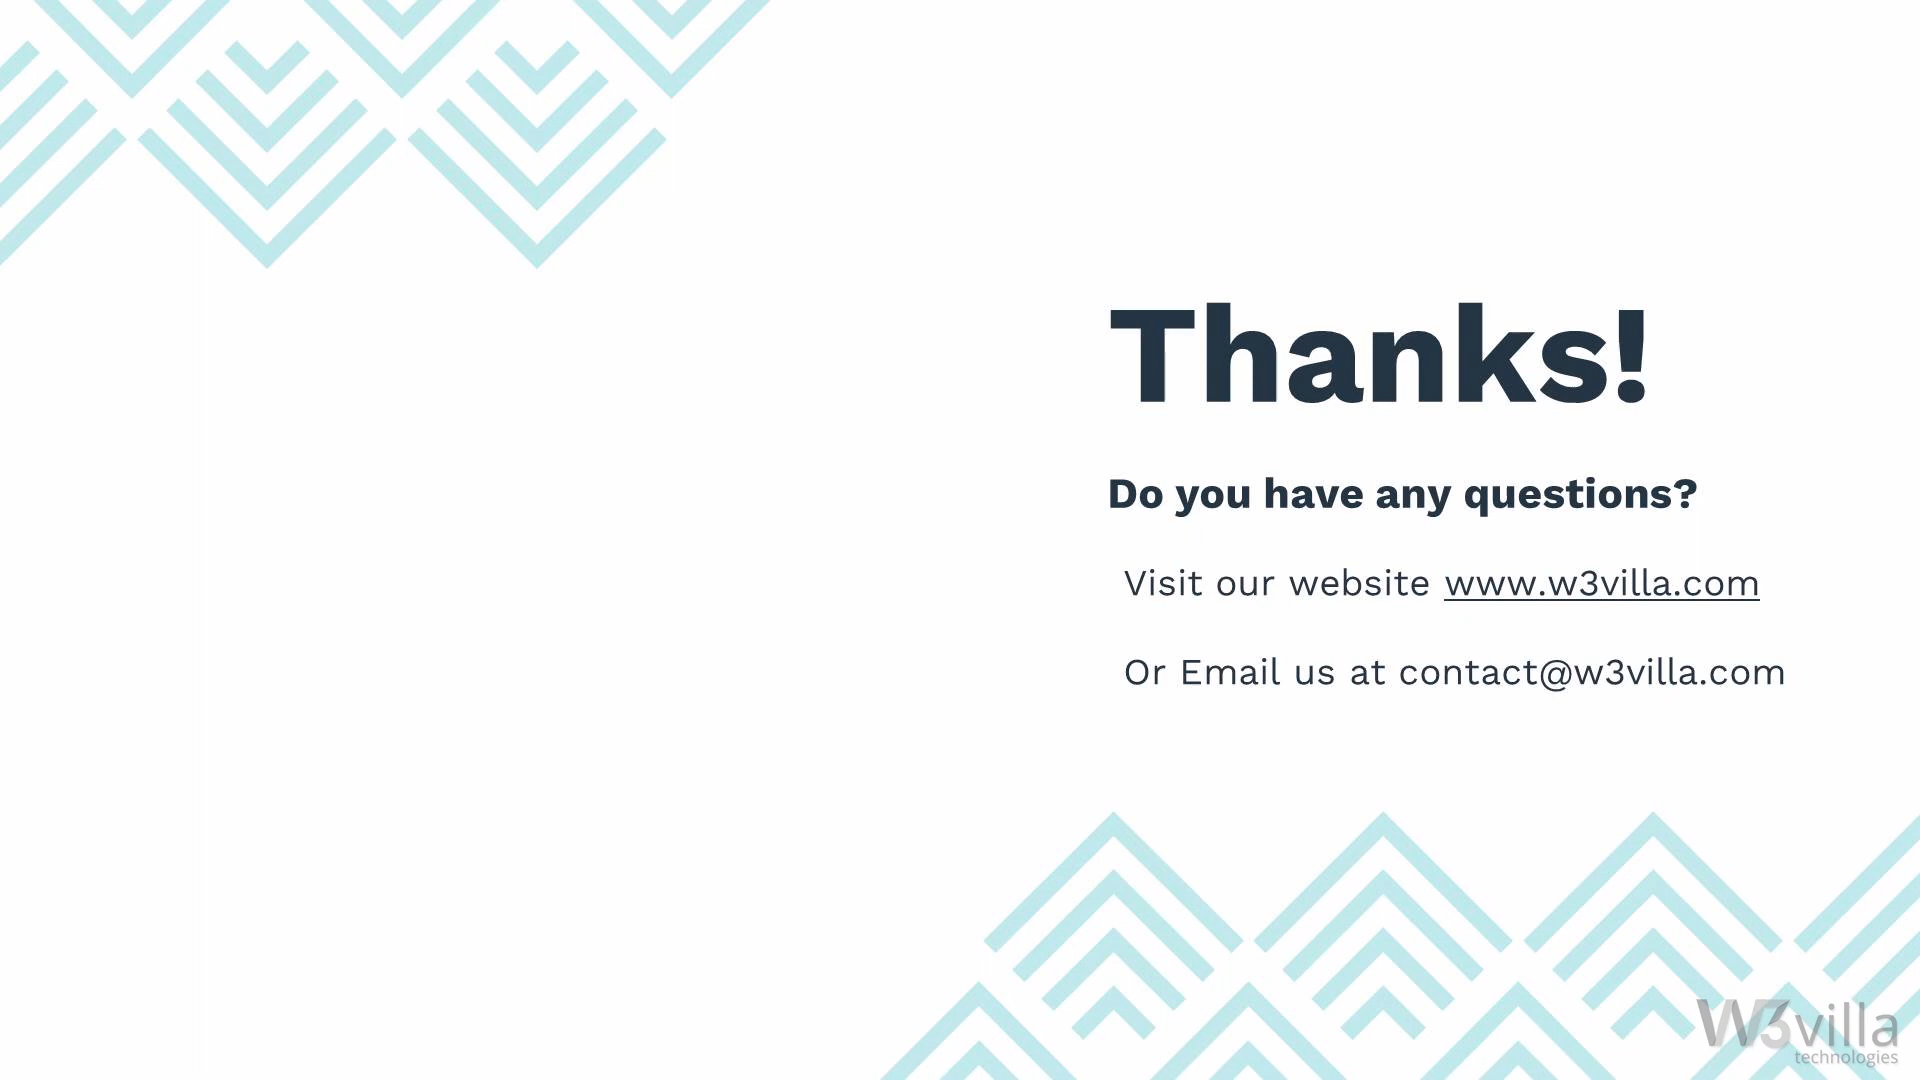 Thanks!
Do you have any questions?
Visit our website www.w3villa.com
Or Email us at contact@w3villa.com
W3villa
technologies